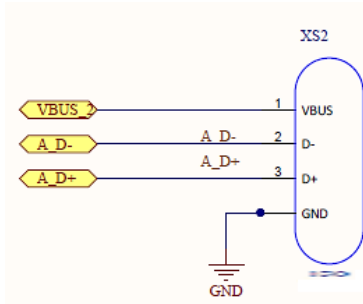 XS2
VBUS_2 1 VBUS
A_D- A_D- 2 D-
A_D+
A_D+ 3 D+
GND
GND